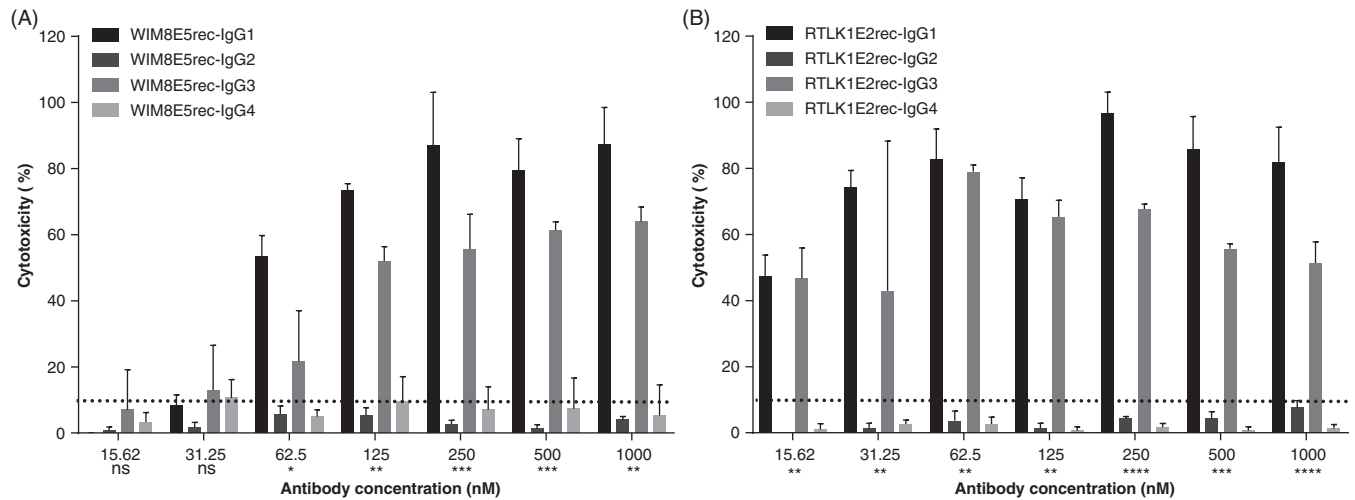 (A)
120
100
80
60
40
20
0
Cytotoxicity (%)
WIM8E5rec-IgG1
WIM8E5rec-IgG2
WIM8E5rec-IgG3
WIM8E5rec-IgG4
15.62 31.25 62.5 125 250 500 1000
ns ns * ** *** *** **
Antibody concentration (nM)
(B)
120
100
80
60
40
20
0
Cytotoxicity (%)
RTLK1E2rec-IgG1
RTLK1E2rec-IgG2
RTLK1E2rec-IgG3
RTLK1E2rec-IgG4
15.62 31.25 62.5 125 250 500 1000
** ** ** ** **** *** ****
Antibody concentration (nM)